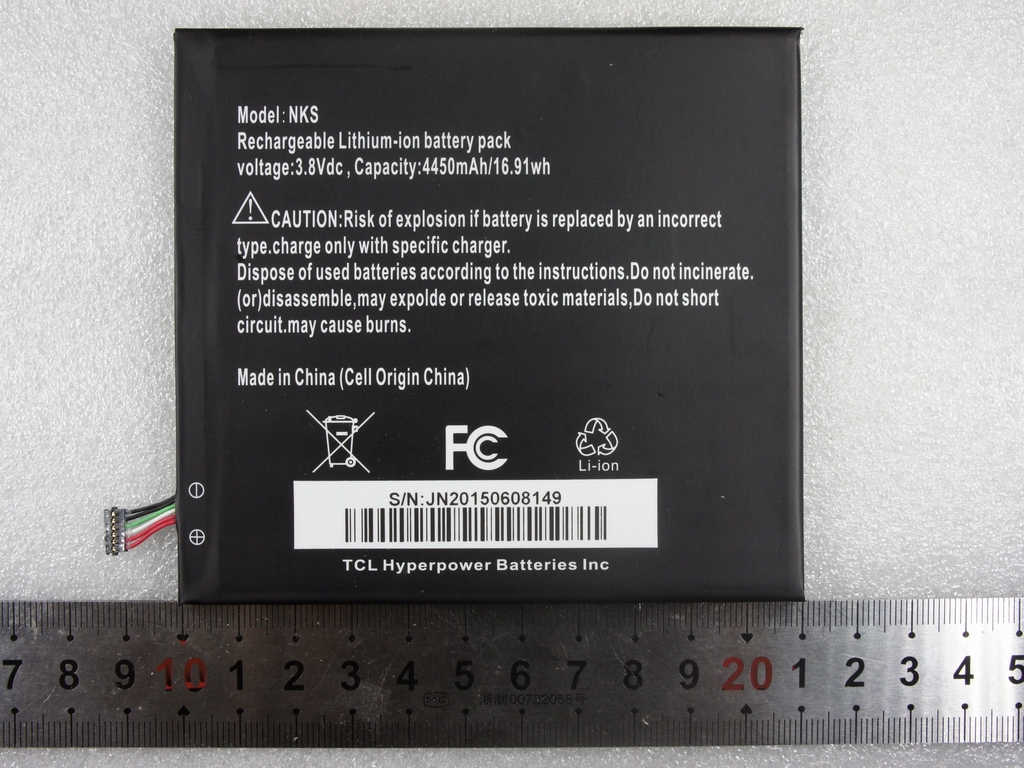 Model: NKS
Rechargeable Lithium-ion battery pack
voltage:3.8Vdc , Capacity:4450mAh/16.91wh
CAUTION:Risk of explosion if battery is replaced by an incorrect
type.charge only with specific charger.
Dispose of used batteries according to the instructions.Do not incinerate.
(or)disassemble,may expolde or release toxic materials,Do not short
circuit.may cause burns.
Made in China (Cell Origin China)
FC
Li-ion
S/N:JN20150608149
TCL Hyperpower Batteries Inc
7 8 9 10 1 2 3 4 5 6 7 8 9 20 1 2 3 4 5